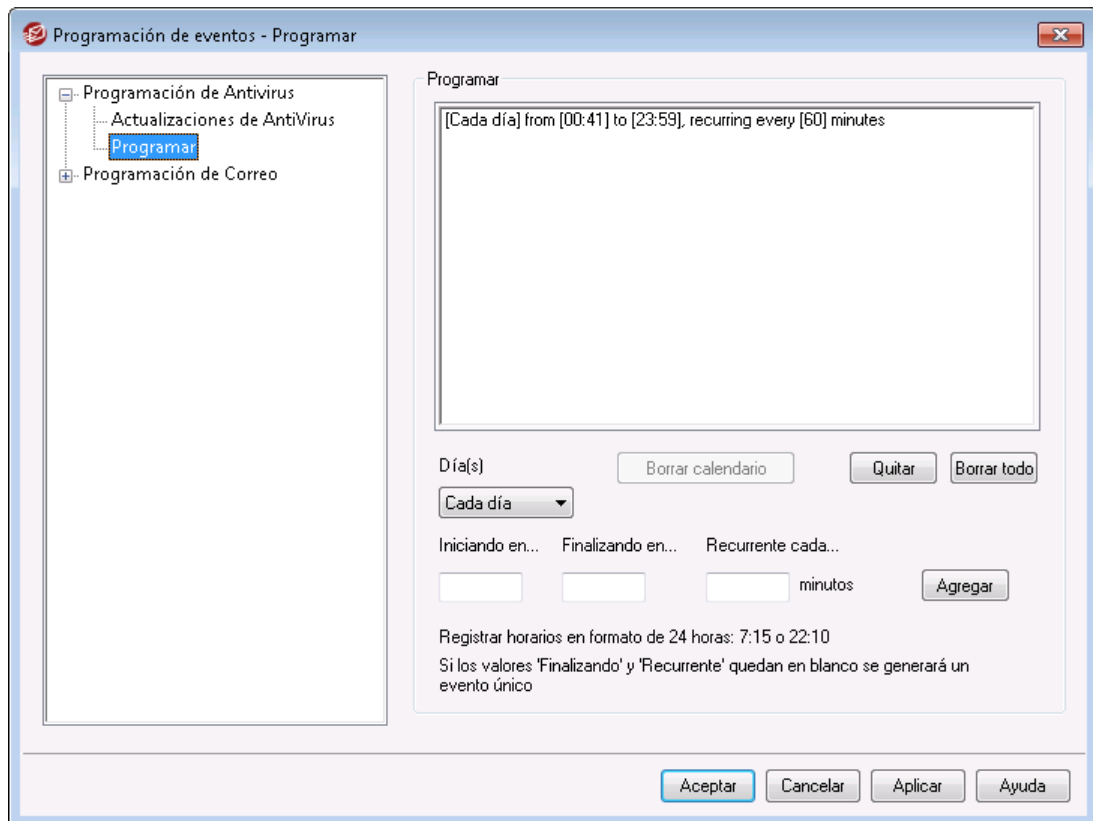 Programación de eventos - Programar
Programación de Antivirus
Actualizaciones de AntiVirus
Programar
Programación de Correo
Programar
[Cada día] from [00:41] to [23:59], recurring every [60] minutes
Día(s)
Borrar calendario
Quitar
Borrar todo
Cada día
Iniciando en...
Finalizando en...
Recurrente cada...
minutos
Agregar
Registrar horarios en formato de 24 horas: 7:15 o 22:10
Si los valores 'Finalizando' y 'Recurrente' quedan en blanco se generará un
evento único
Aceptar
Cancelar
Aplicar
Ayuda